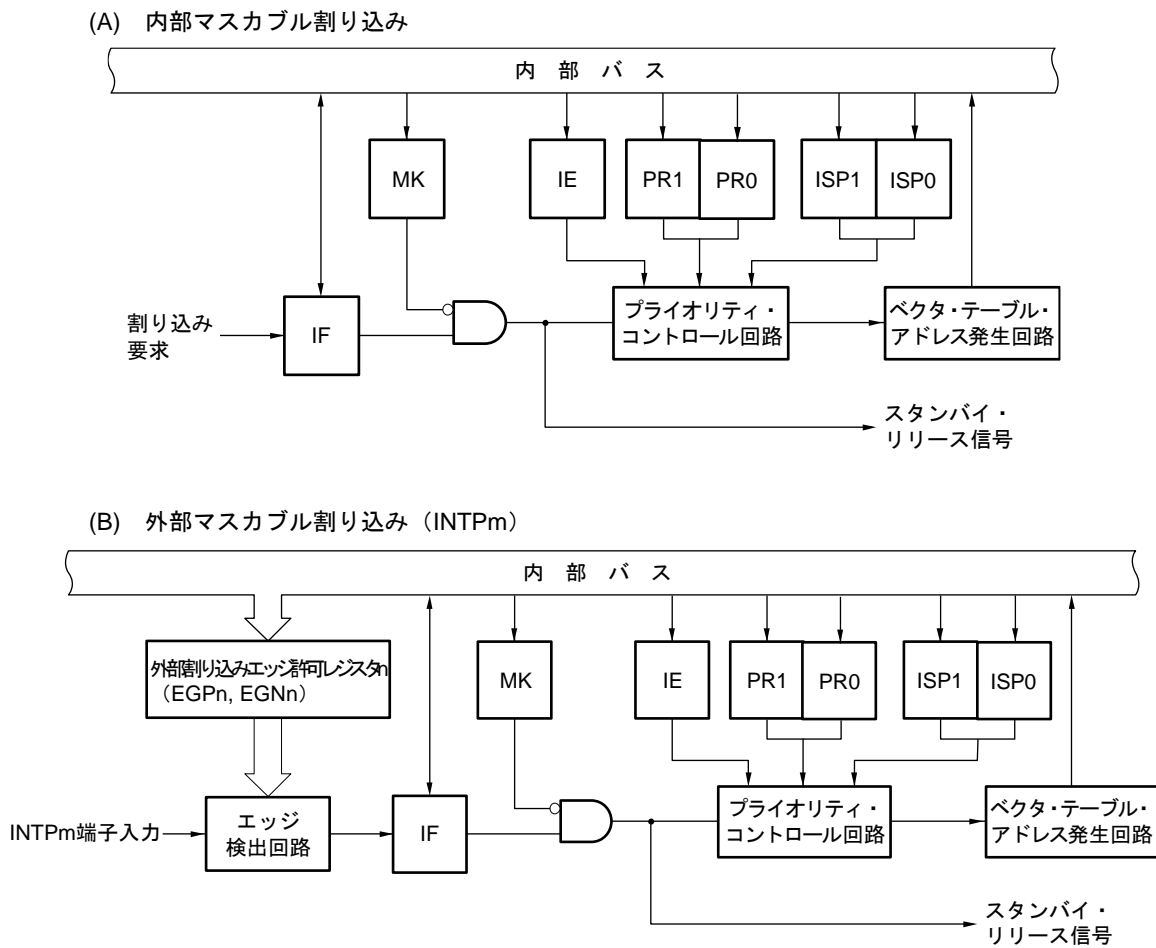 (A) 内部マスカブル割り込み
内 部 バ ス
MK
IE
PR1
PR0
ISP1
ISP0
割り込み
要求
IF
プライオリティ・
コントロール回路
ベクタ・テーブル・
アドレス発生回路
スタンバイ・
リリース信号
(B) 外部マスカブル割り込み（INTPm）
内 部 バ ス
外部割り込みエッジ許可レジスタn
（EGPn, EGNn）
MK
IE
PR1
PR0
ISP1
ISP0
INTPm端子入力
エッジ
検出回路
IF
プライオリティ・
コントロール回路
ベクタ・テーブル・
アドレス発生回路
スタンバイ・
リリース信号